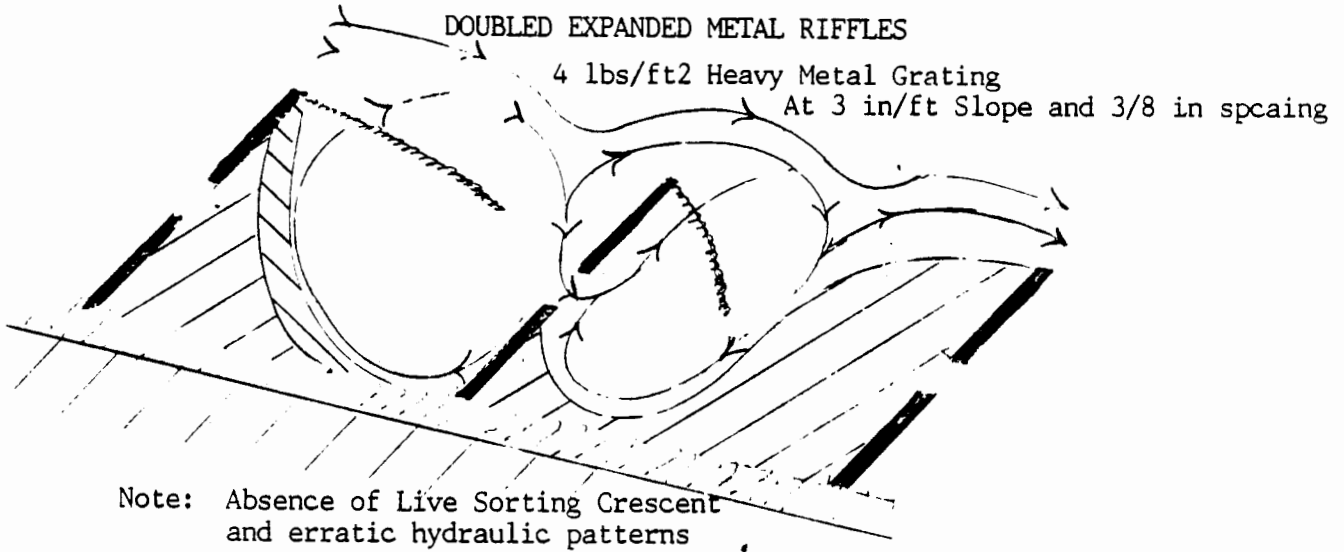 DOUBLED EXPANDED METAL RIFFLES
4 lbs/ft2 Heavy Metal Grating
At 3 in/ft Slope and 3/8 in spcaing
Note: Absence of Live Sorting Crescent
and erratic hydraulic patterns